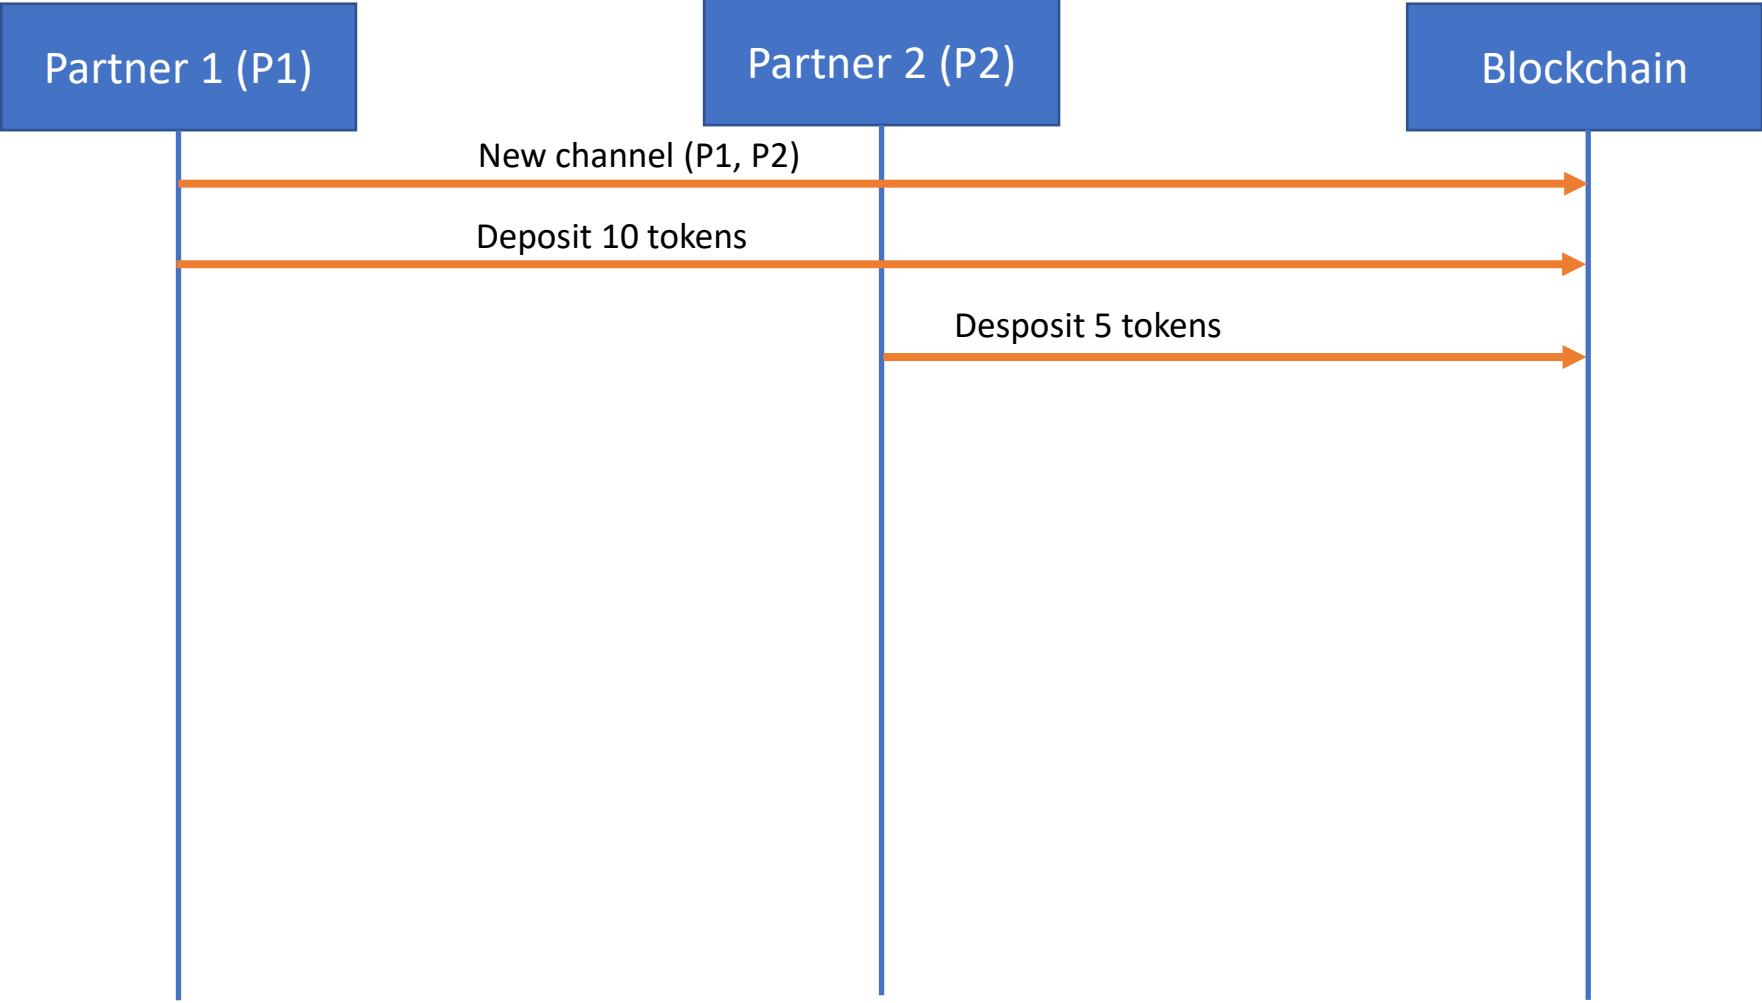 Partner 1 (P1)
Partner 2 (P2)
Blockchain
New channel (P1, P2)
Deposit 10 tokens
Desposit 5 tokens